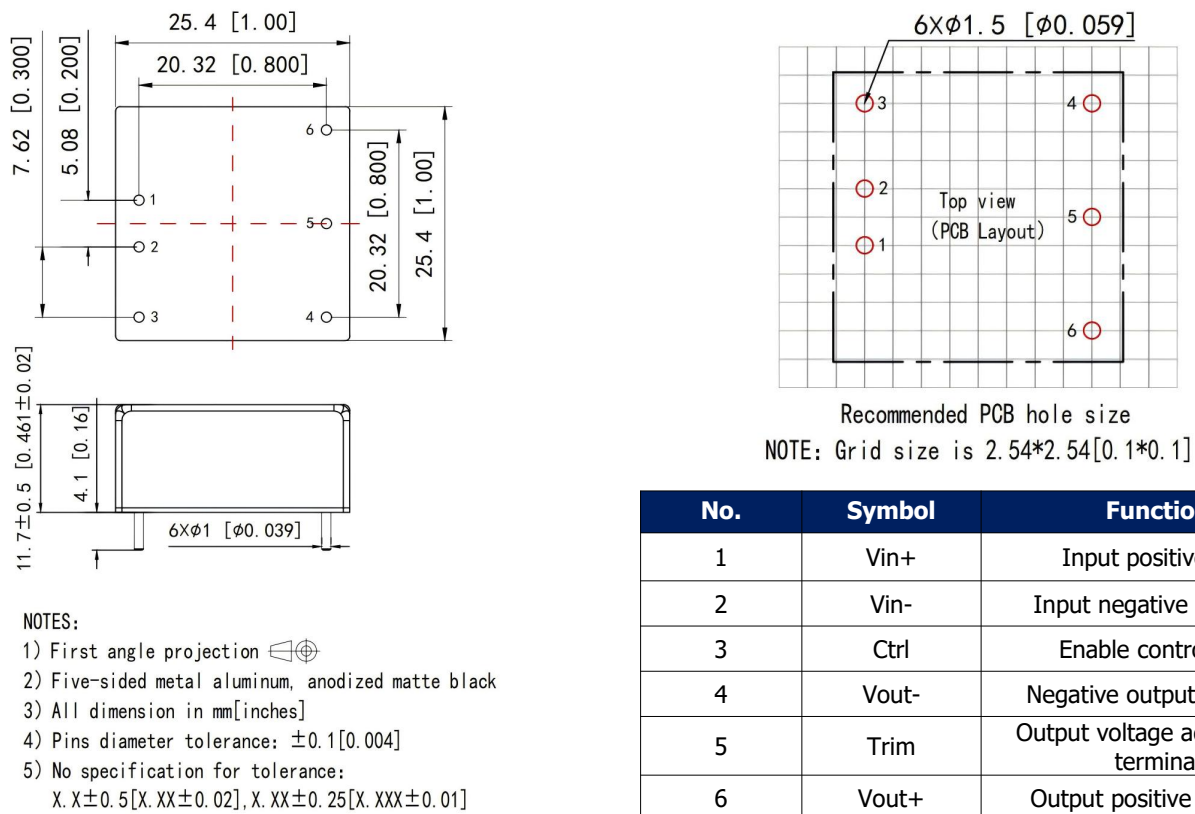 25.4 [1.00]
20.32 [0.800]
7.62 [0.300]
5.08 [0.200]
1
2
3
6
5
4
20.32 [0.800]
25.4 [1.00]
11.7±0.5 [0.461±0.02]
4.1 [0.16]
6Xφ1 [φ0.039]
NOTES:
1) First angle projection
2) Five-sided metal aluminum, anodized matte black
3) All dimension in mm[inches]
4) Pins diameter tolerance: ±0.1[0.004]
5) No specification for tolerance:
X.X±0.5[X.XX±0.02], X.XX±0.25[X.XXX±0.01]
6Xφ1.5 [φ0.059]
3
4
2
Top view
(PCB Layout)
5
1
6
Recommended PCB hole size
NOTE: Grid size is 2.54*2.54[0.1*0.1]
No. Symbol Functio
1 Vin+ Input positiv
2 Vin- Input negative
3 Ctrl Enable contr
4 Vout- Negative output
5 Trim Output voltage a
termina
6 Vout+ Output positive